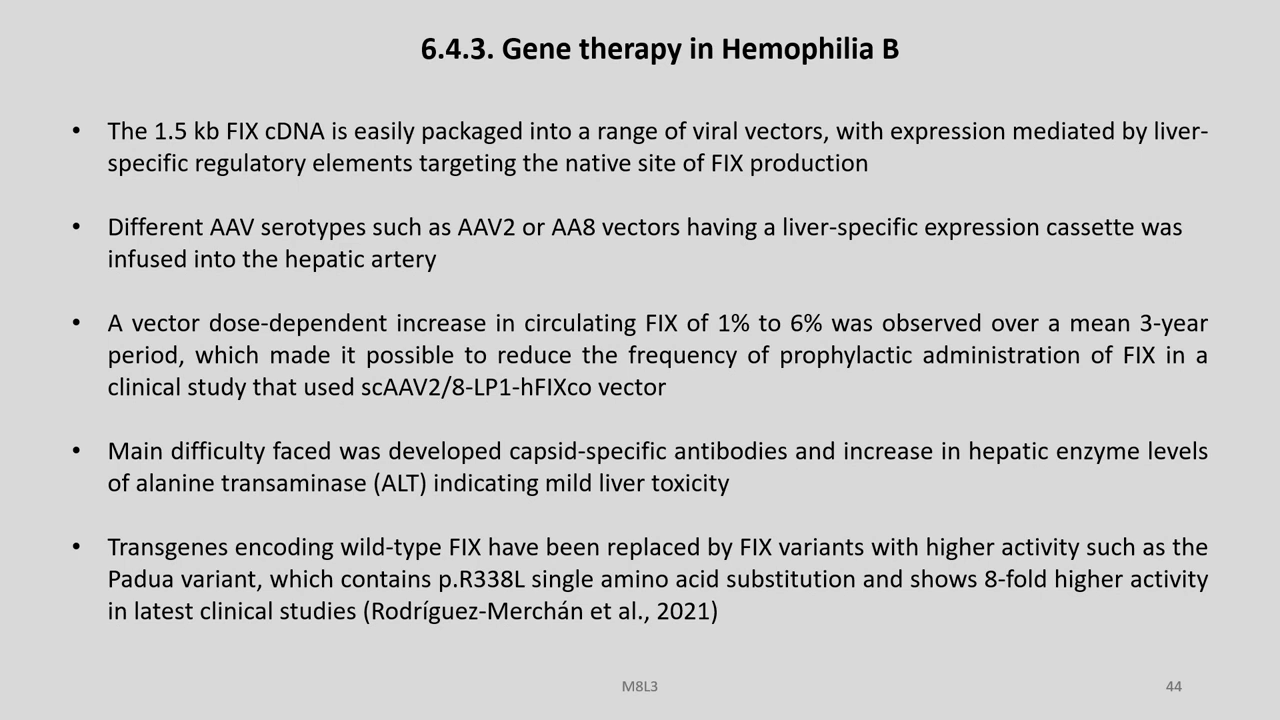 6.4.3. Gene therapy in Hemophilia B
• The 1.5 kb FIX cDNA is easily packaged into a range of viral vectors, with expression mediated by liver-
specific regulatory elements targeting the native site of FIX production
• Different AAV serotypes such as AAV2 or AA8 vectors having a liver-specific expression cassette was
infused into the hepatic artery
• A vector dose-dependent increase in circulating FIX of 1% to 6% was observed over a mean 3-year
period, which made it possible to reduce the frequency of prophylactic administration of FIX in a
clinical study that used scAAV2/8-LP1-hFIXco vector
• Main difficulty faced was developed capsid-specific antibodies and increase in hepatic enzyme levels
of alanine transaminase (ALT) indicating mild liver toxicity
• Transgenes encoding wild-type FIX have been replaced by FIX variants with higher activity such as the
Padua variant, which contains p.R338L single amino acid substitution and shows 8-fold higher activity
in latest clinical studies (Rodríguez-Merchán et al., 2021)
M8L3
44